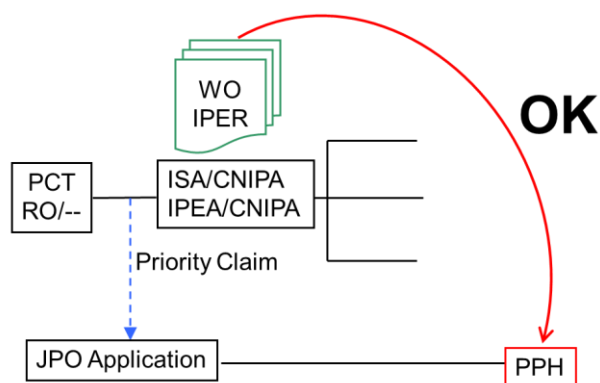 WO
IPER
OK
PCT
RO/--
ISA/CNIPA
IPEA/CNIPA
Priority Claim
JPO Application
PPH